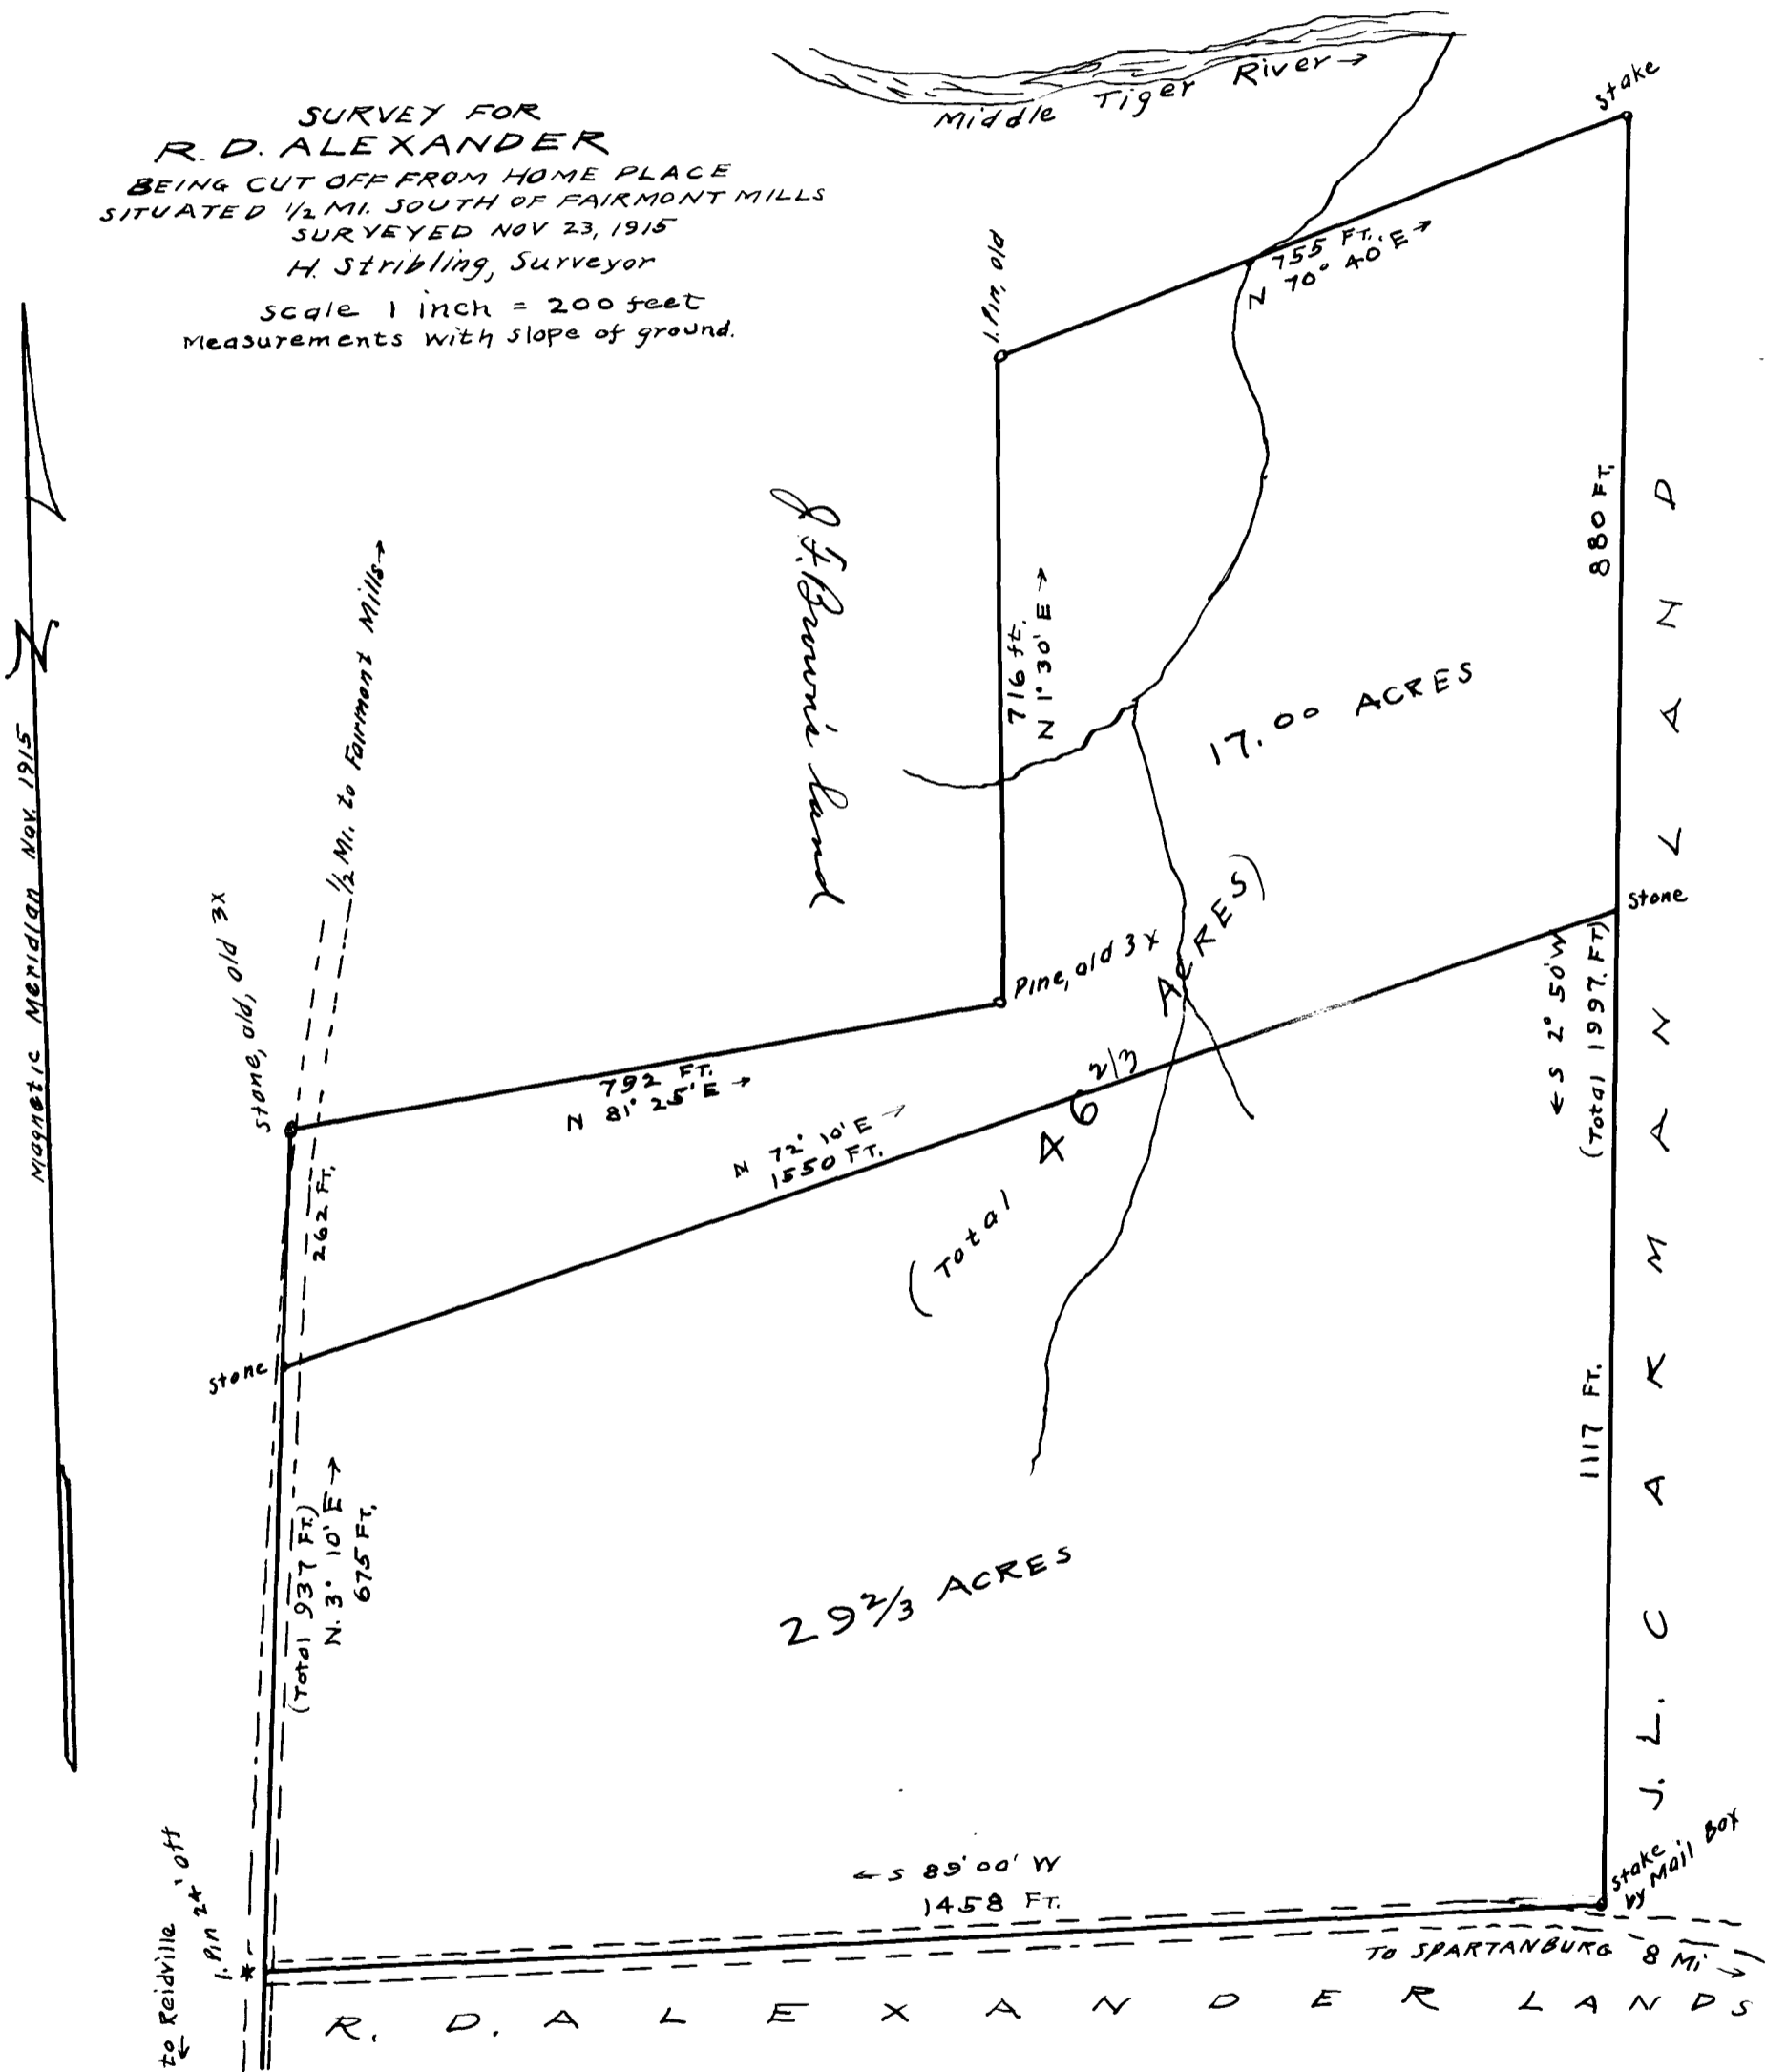 SURVEY FOR
R. D. ALEXANDER
BEING CUT OFF FROM HOME PLACE
SITUATED 1/2 MI. SOUTH OF FAIRMONT MILLS
SURVEYED NOV 23, 1915
H. Stribling, Surveyor
Scale 1 inch = 200 feet
Measurements with slope of ground.
Middle Tiger River →
Stake
I. Pin, old
755 FT.
N 70° 40' E →
880 FT.
N
Magnetic Meridian Nov. 1915
1/2 Mi. to Fairmont Mills →
J. F. Brown's land
716 ft.
N 1° 30' E →
17.00 ACRES
Stone, old, old 3X
Pine, old 3X
Stone
← S 2° 50' W
(Total 1997. FT)
792 FT.
N 81° 25' E →
N 72° 10' E →
1550 FT.
(Total 46 2/3 ACRES)
262 FT.
Stone
(Total 937 FT.)
N. 3° 10' E →
675 FT.
1117 FT.
29 2/3 ACRES
J. L. CAAKMAN LAND
← S 89° 00' W
1458 FT.
Stake
by Mail Box
TO SPARTANBURG 8 Mi →
I. Pin 24' off
to Reidville
←
R. D. ALEXANDER LANDS